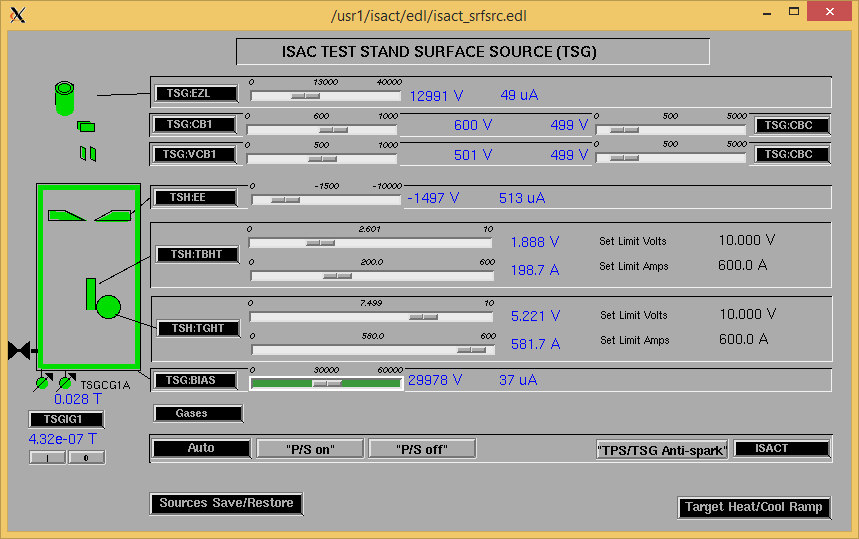 /usr1/isact/edl/isact_srfsrc.edl
ISAC TEST STAND SURFACE SOURCE (TSG)
0 13000 40000
TSG:EZL 12991 V 49 uA
0 600 1000 0 500 5000
TSG:CB1 600 V 499 V TSG:CBC
0 500 1000 0 500 5000
TSG:VCB1 501 V 499 V TSG:CBC
0 -1500 -10000
TSH:EE -1497 V 513 uA
0 2.601 10
1.888 V Set Limit Volts 10.000 V
TSH:TBHT
0 200.0 600
198.7 A Set Limit Amps 600.0 A
0 7.499 10
5.221 V Set Limit Volts 10.000 V
TSH:TGHT
0 580.0 600
581.7 A Set Limit Amps 600.0 A
0 30000 60000
TSG:BIAS 29978 V 37 uA
TSGCG1A
0.028 T
Gases
TSGIG1
4.32e-07 T
I 0
Auto "P/S on" "P/S off" "TPS/TSG Anti-spark" ISACT
Sources Save/Restore
Target Heat/Cool Ramp